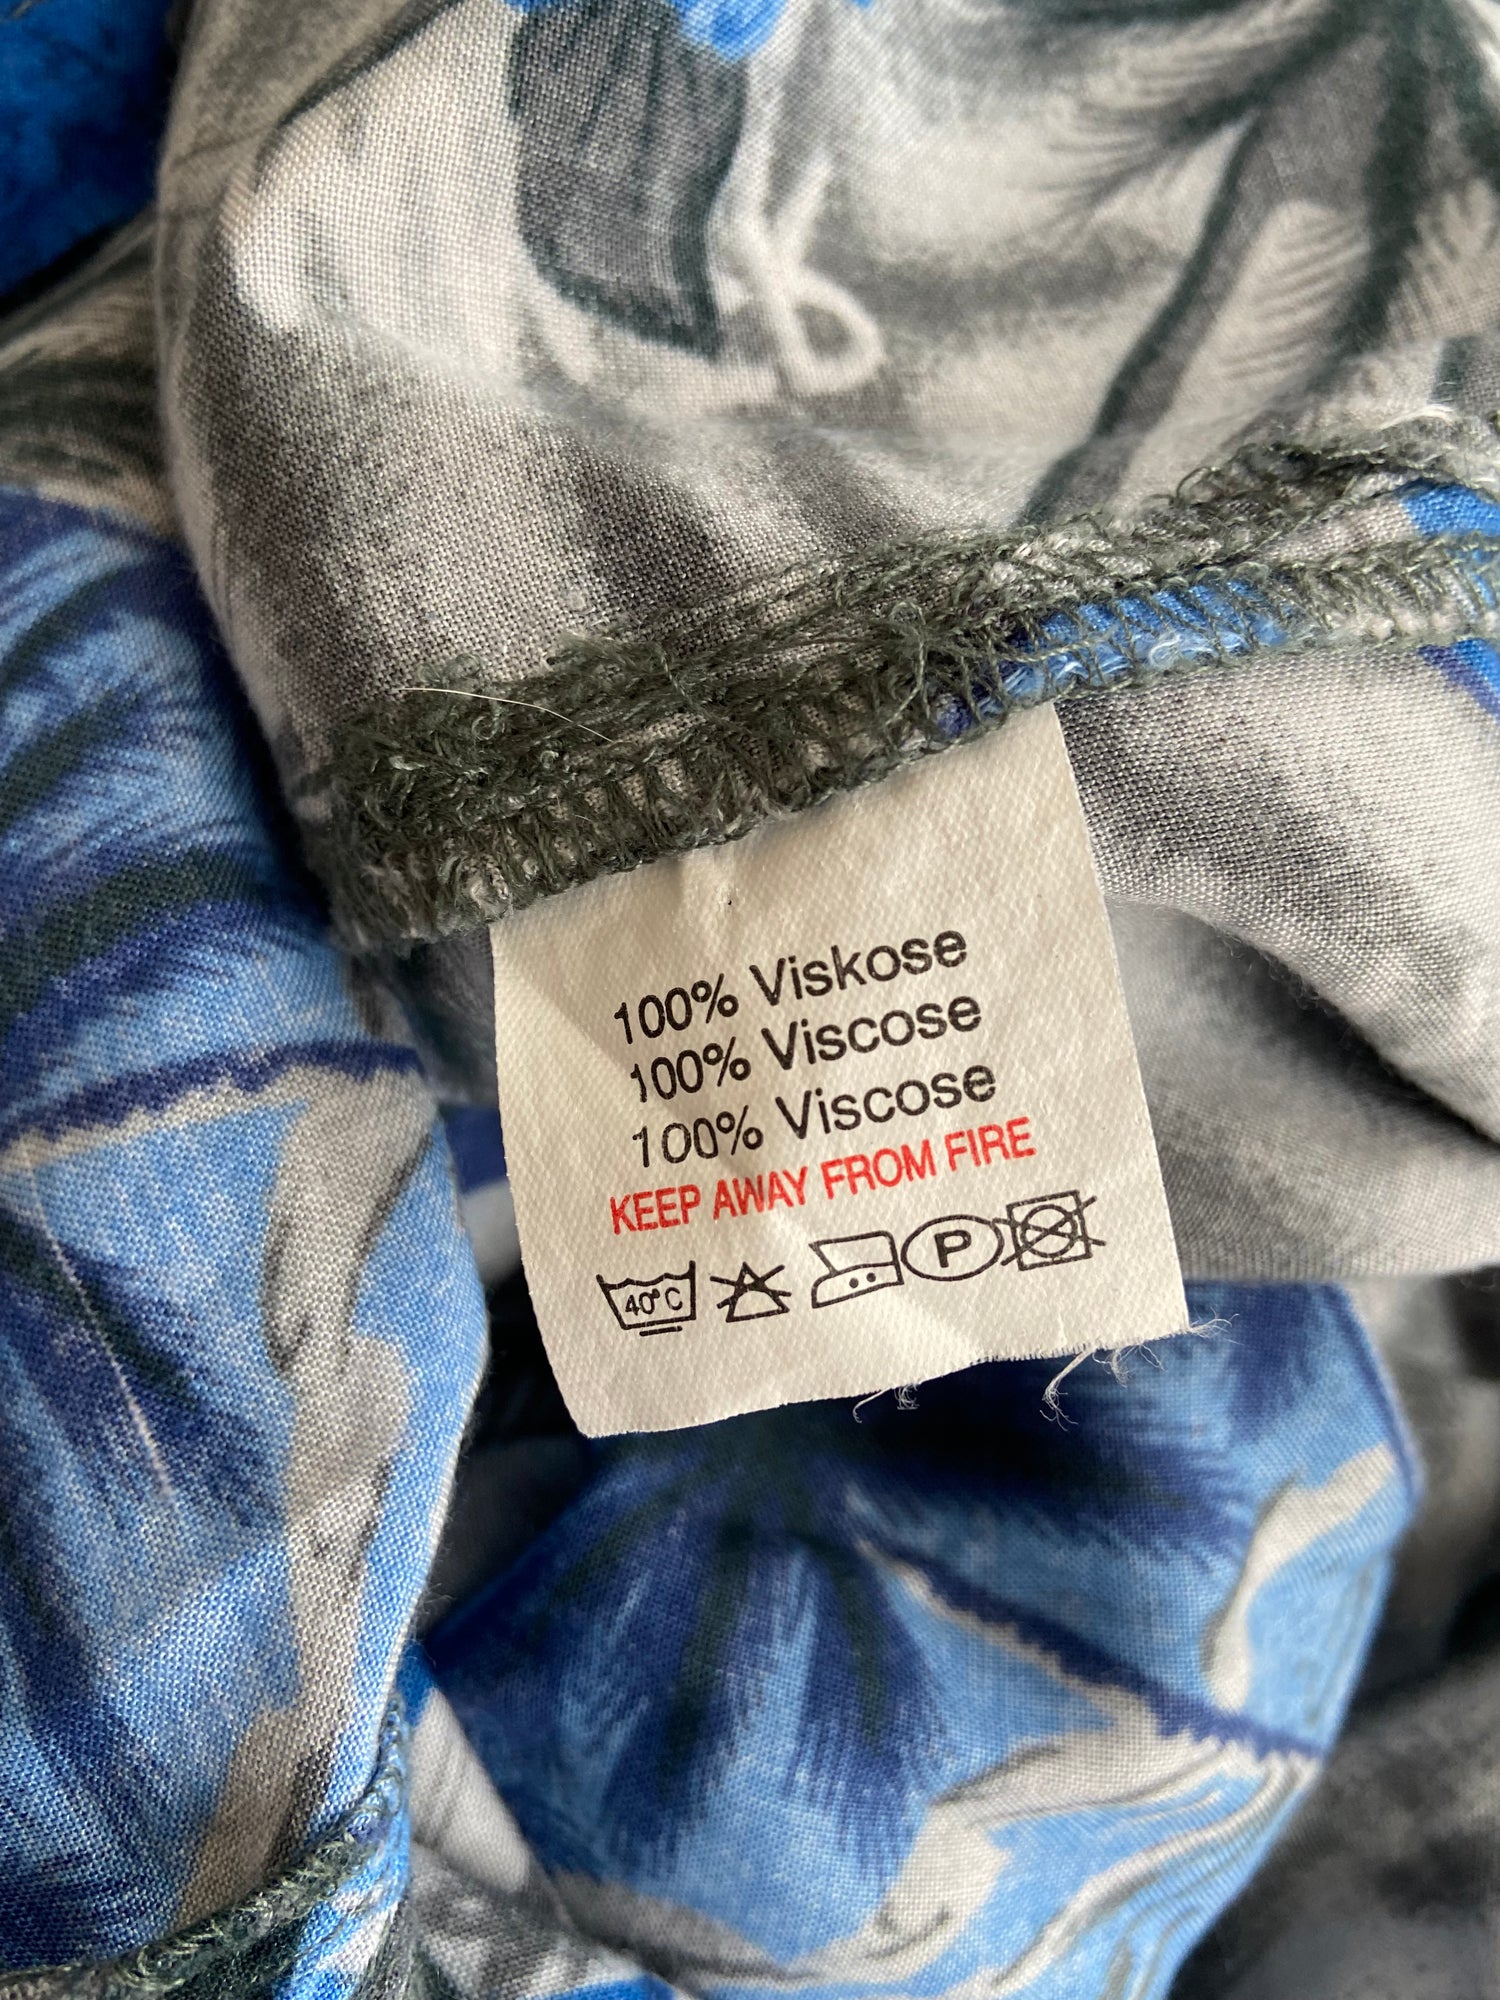 100% Viskose
100% Viscose
100% Viscose
KEEP AWAY FROM FIRE
40°C P